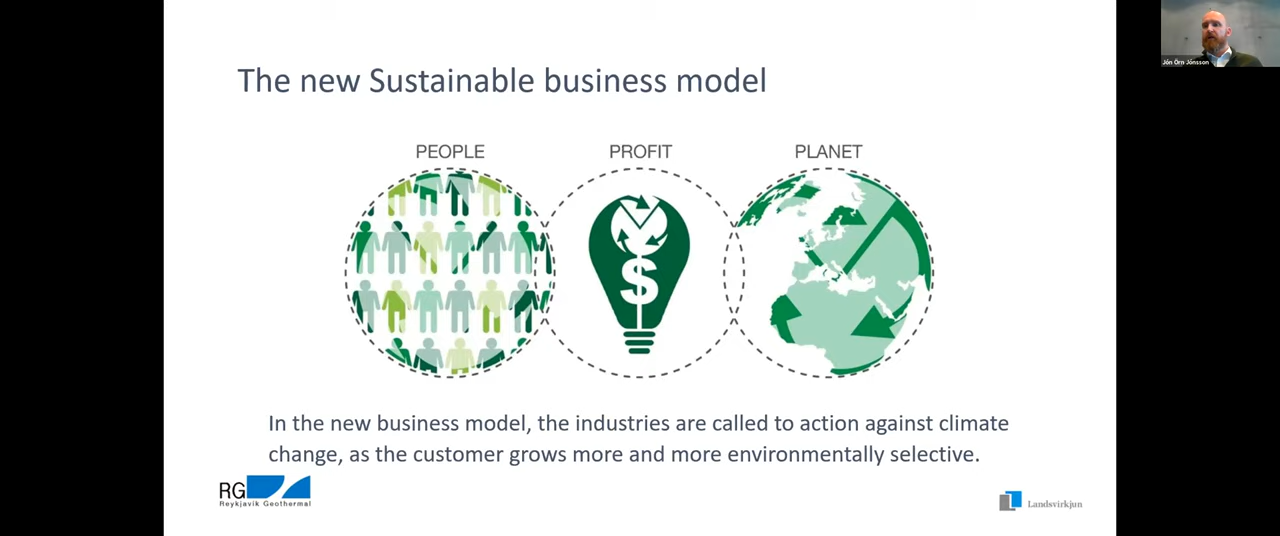 Jón Örn Jónsson
The new Sustainable business model
PEOPLE
PROFIT
PLANET
$
In the new business model, the industries are called to action against climate
change, as the customer grows more and more environmentally selective.
RG
Reykjavik Geothermal
Landsvirkjun